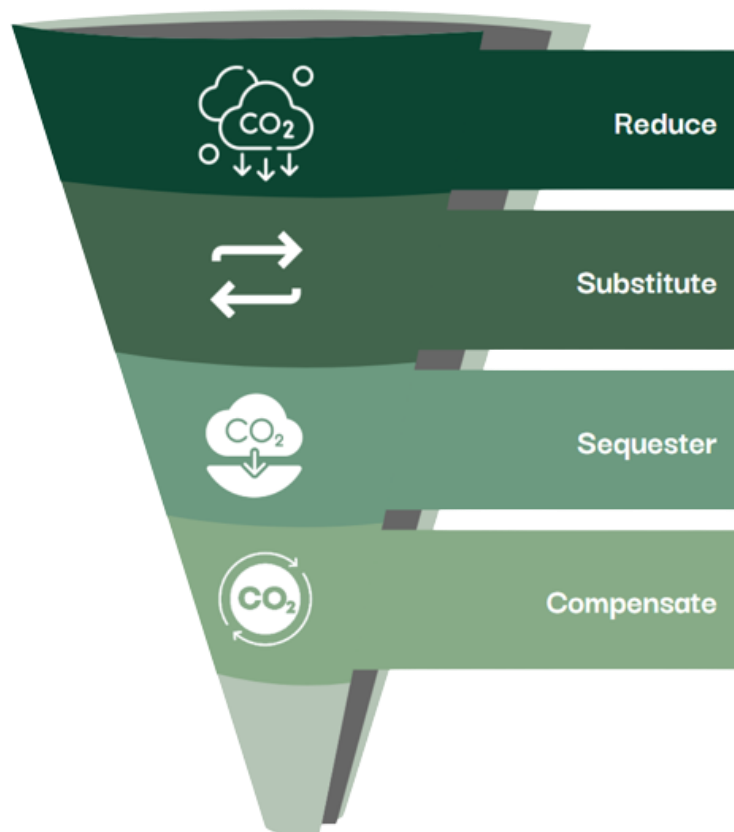 CO₂
Reduce
Substitute
CO₂
Sequester
CO₂
Compensate